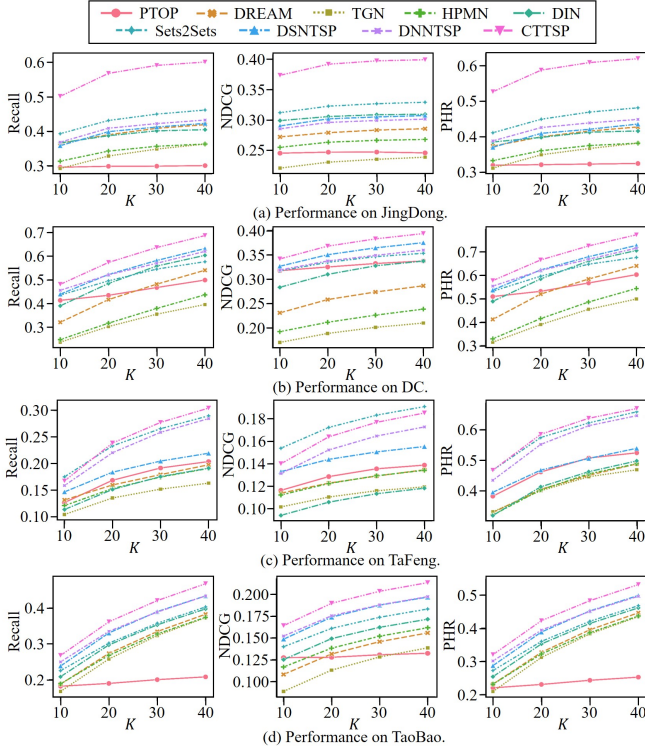 PTOP DREAM TGN HPMN DIN
Sets2Sets DSNTSP DNNTSP CTTSP
Recall
0.6
0.5
0.4
0.3
10 20 30 40
K
NDCG
0.40
0.35
0.30
0.25
10 20 30 40
K
PHR
0.6
0.5
0.4
0.3
10 20 30 40
K
(a) Performance on JingDong.
Recall
0.7
0.6
0.5
0.4
0.3
10 20 30 40
K
NDCG
0.40
0.35
0.30
0.25
0.20
10 20 30 40
K
PHR
0.7
0.6
0.5
0.4
0.3
10 20 30 40
K
(b) Performance on DC.
Recall
0.30
0.25
0.20
0.15
0.10
10 20 30 40
K
NDCG
0.18
0.16
0.14
0.12
0.10
10 20 30 40
K
PHR
0.6
0.5
0.4
10 20 30 40
K
(c) Performance on TaFeng.
Recall
0.4
0.3
0.2
10 20 30 40
K
NDCG
0.200
0.175
0.150
0.125
0.100
10 20 30 40
K
PHR
0.5
0.4
0.3
0.2
10 20 30 40
K
(d) Performance on TaoBao.